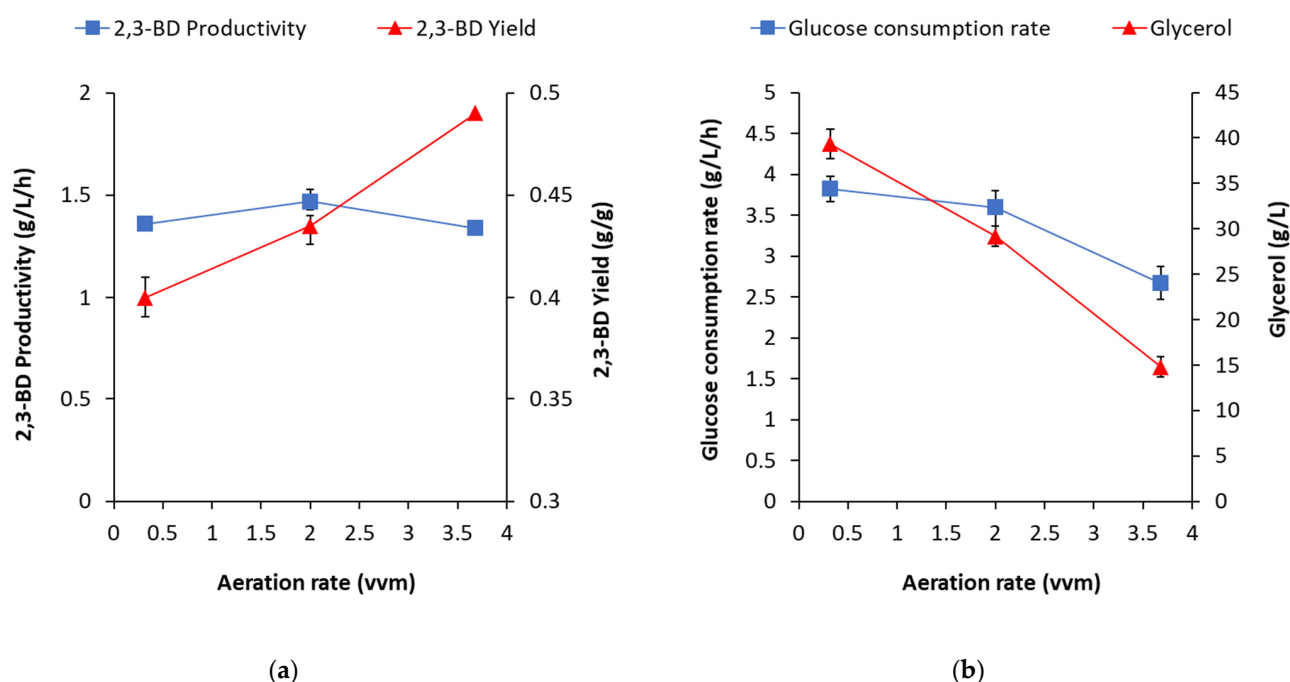 2,3-BD Productivity 2,3-BD Yield
2,3-BD Productivity (g/L/h)
2
1.5
1
0.5
0
0 0.5 1 1.5 2 2.5 3 3.5 4
Aeration rate (vvm)
0.5
0.45
0.4
0.35
0.3
2,3-BD Yield (g/g)
(a)
Glucose consumption rate Glycerol
Glucose consumption rate (g/L/h)
5
4.5
4
3.5
3
2.5
2
1.5
1
0.5
0
0 0.5 1 1.5 2 2.5 3 3.5 4
Aeration rate (vvm)
45
40
35
30
25
20
15
10
5
0
Glycerol (g/L)
(b)